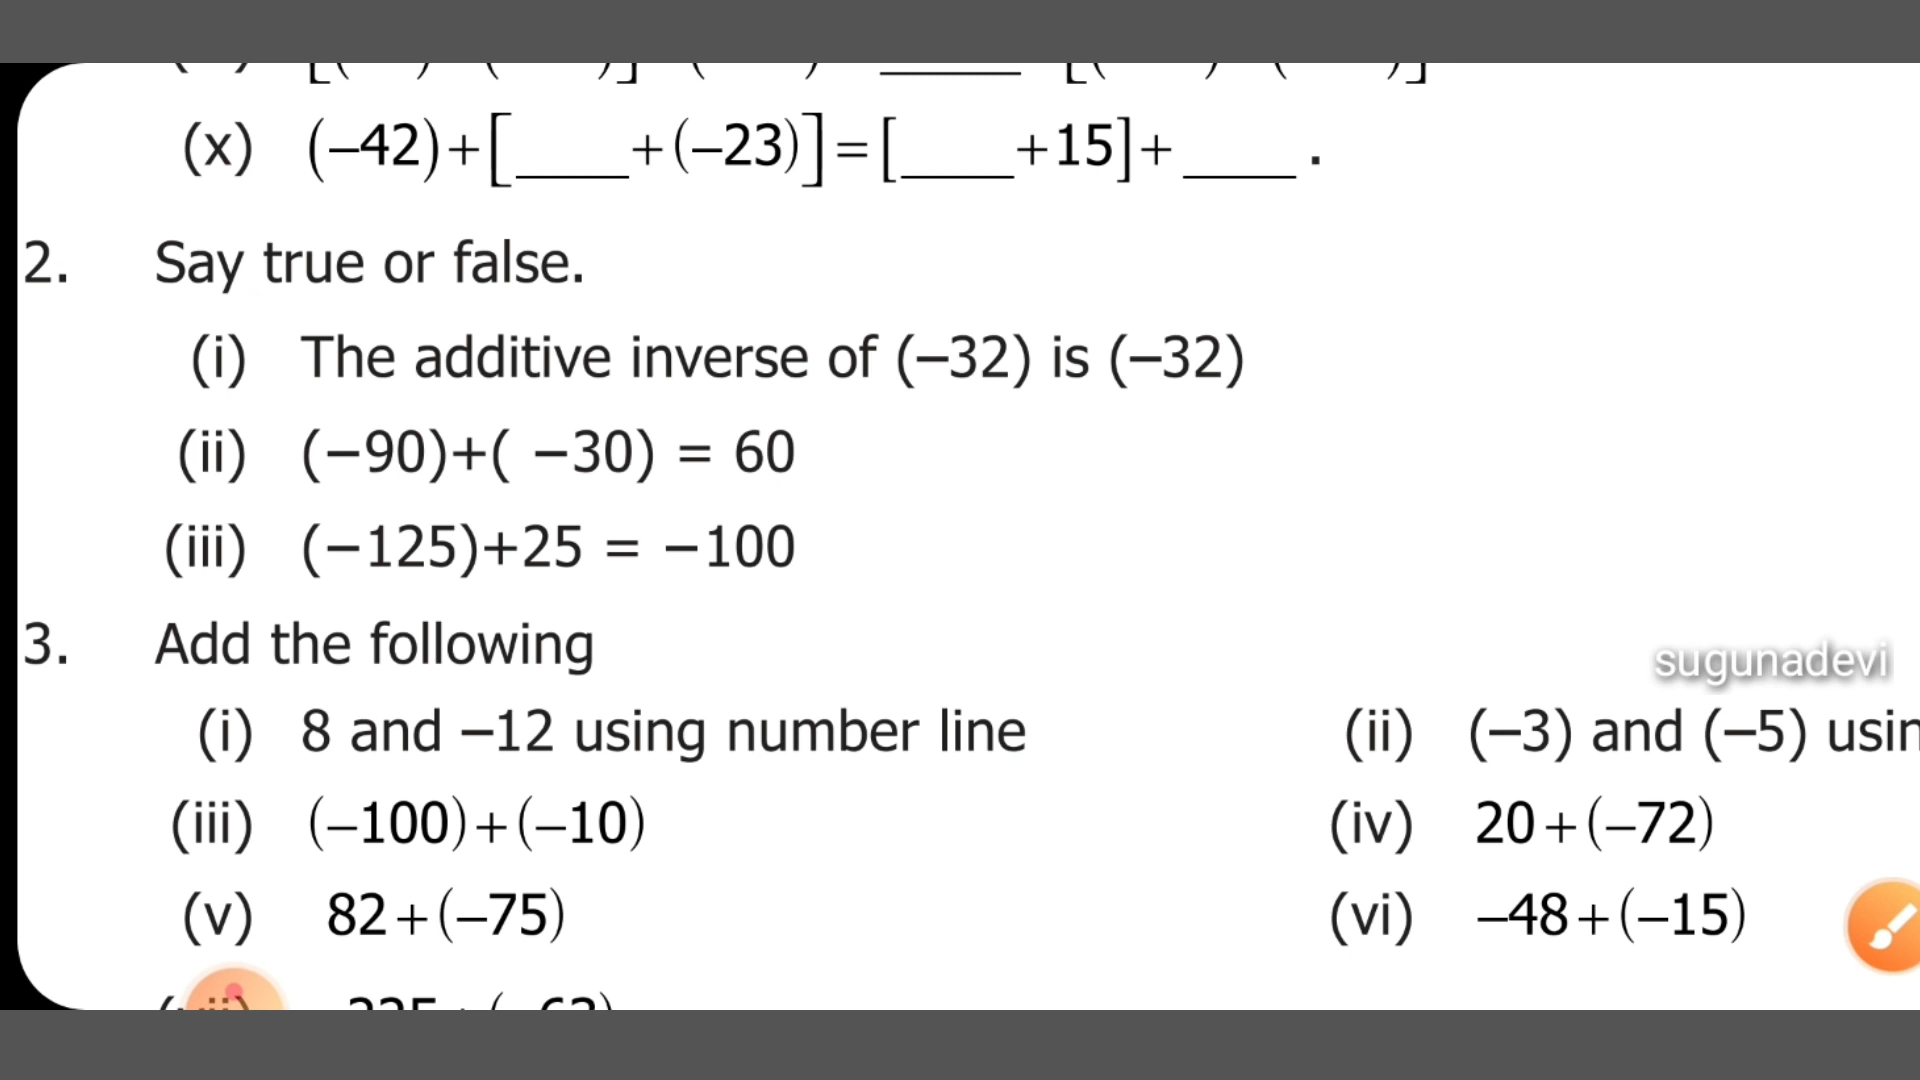 (x) (–42)+[____+(–23)]=[____+15]+____.
2. Say true or false.
(i) The additive inverse of (–32) is (–32)
(ii) (–90)+( –30) = 60
(iii) (–125)+25 = –100
3. Add the following
sugunadevi
(i) 8 and –12 using number line (ii) (–3) and (–5)
(iii) (–100)+(–10) (iv) 20+(–72)
(v) 82+(–75) (vi) –48+(–15)